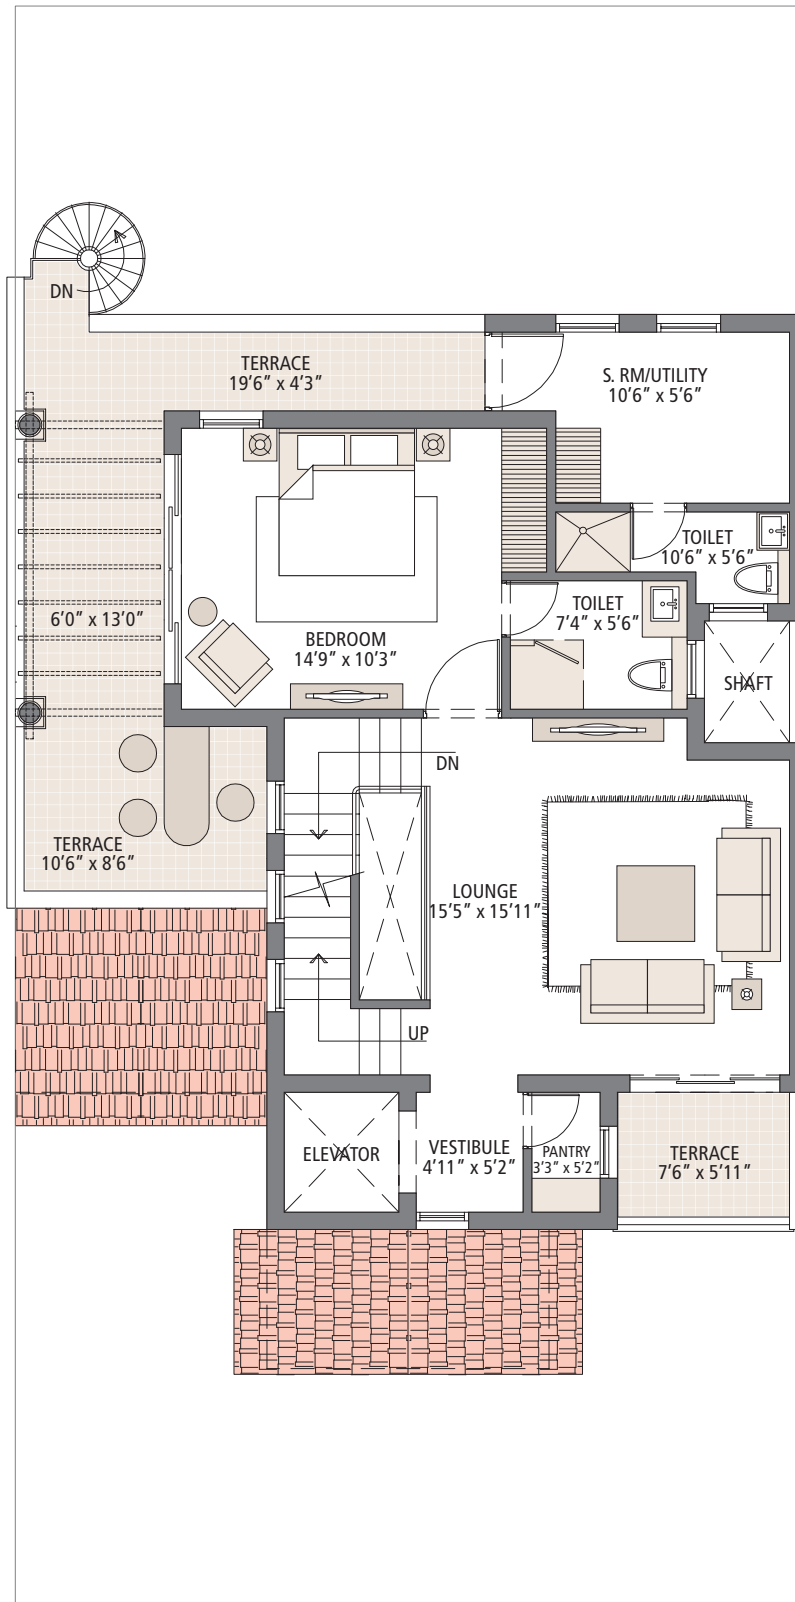 DN
TERRACE
19’6” x 4’3”
S. RM/UTILITY
10’6” x 5’6”
TOILET
10’6” x 5’6”
TOILET
7’4” x 5’6”
6’0” x 13’0”
BEDROOM
14’9” x 10’3”
SHAFT
DN
TERRACE
10’6” x 8’6”
LOUNGE
15’5” x 15’11”
UP
ELEVATOR
VESTIBULE
4’11” x 5’2”
PANTRY
3’3” x 5’2”
TERRACE
7’6” x 5’11”